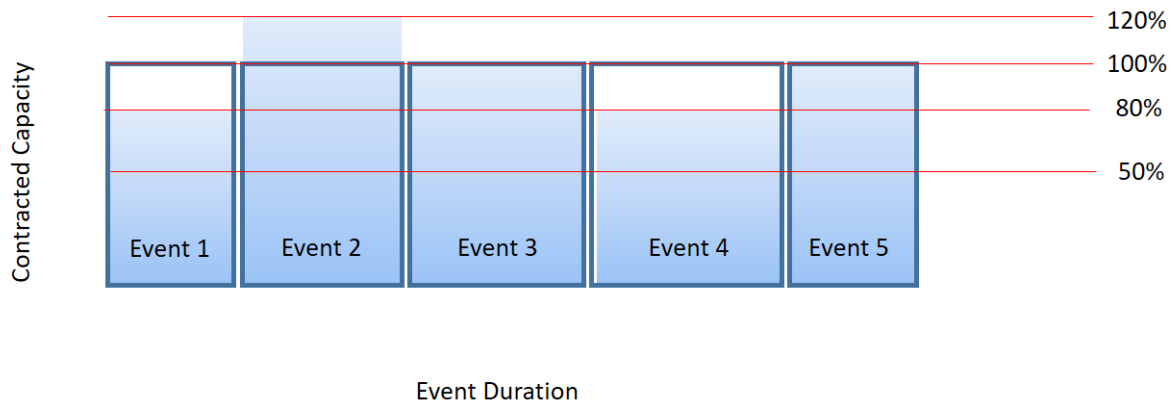 120%
100%
80%
50%
Contracted Capacity
Event 1
Event 2
Event 3
Event 4
Event 5
Event Duration